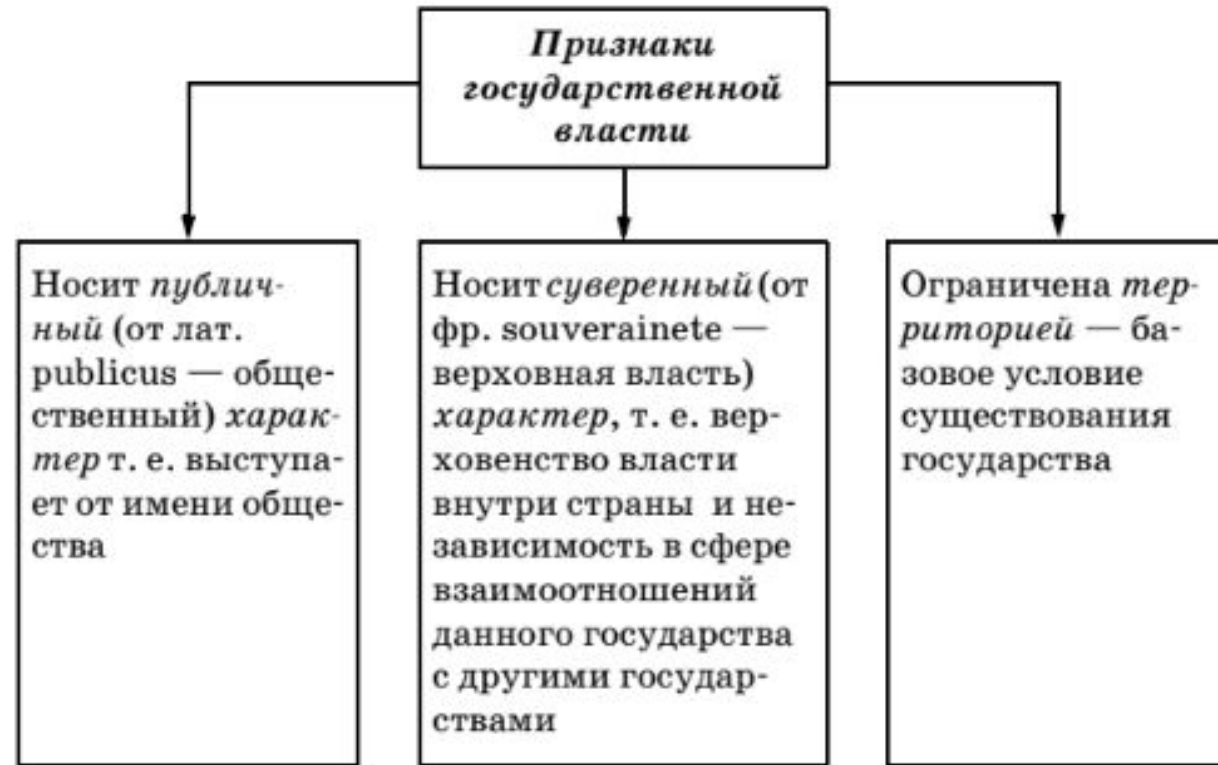 Признаки
государственной
власти
Носит публич-
ный (от лат.
publicus — обще-
ственный) харак-
тер т. е. выступа-
ет от имени обще-
ства
Носит суверенный (от
фр. souverainete —
верховная власть)
характер, т. е. вер-
ховенство власти
внутри страны и не-
зависимость в сфере
взаимоотношений
данного государства
с другими государ-
ствами
Ограничена тер-
риторией — ба-
зовое условие
существования
государства